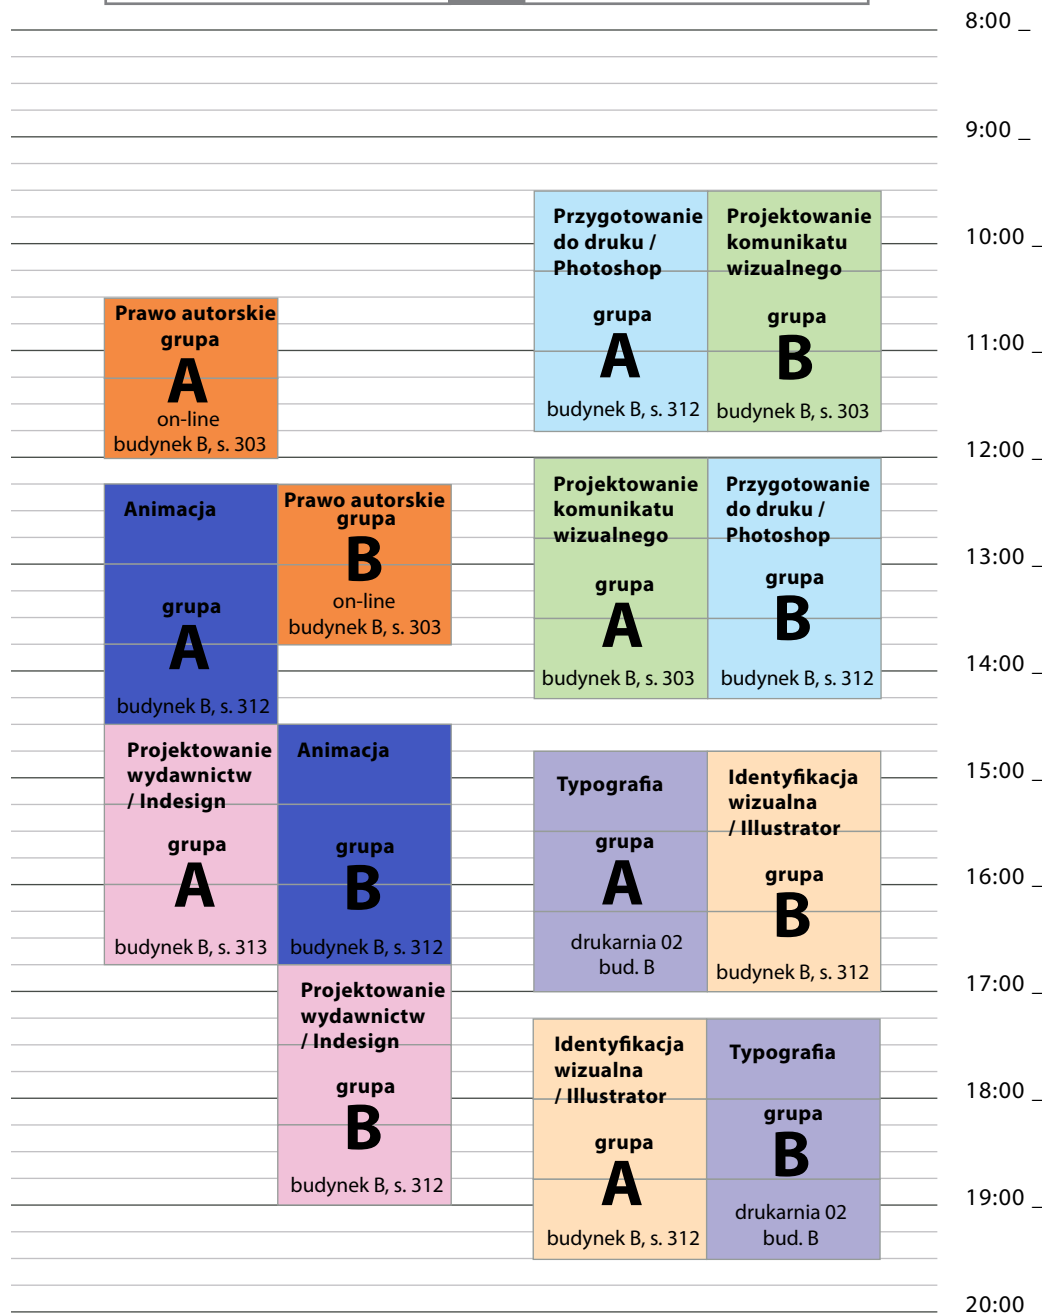 8:00 _
9:00 _
10:00 _
11:00 _
12:00 _
13:00 _
14:00 _
15:00 _
16:00 _
17:00 _
18:00 _
19:00 _
20:00
Prawo autorskie
grupa
A
on-line
budynek B, s. 303
Animacja
grupa
A
budynek B, s. 312
Prawo autorskie
grupa
B
on-line
budynek B, s. 303
Projektowanie
wydawnictw
/ Indesign
grupa
A
budynek B, s. 313
Animacja
grupa
B
budynek B, s. 312
Projektowanie
wydawnictw
/ Indesign
grupa
B
budynek B, s. 312
Przygotowanie
do druku /
Photoshop
grupa
A
budynek B, s. 312
Projektowanie
komunikatu
wizualnego
grupa
B
budynek B, s. 303
Projektowanie
komunikatu
wizualnego
grupa
A
budynek B, s. 303
Przygotowanie
do druku /
Photoshop
grupa
B
budynek B, s. 312
Typografia
grupa
A
drukarnia 02
bud. B
Identyfikacja
wizualna
/ Illustrator
grupa
B
budynek B, s. 312
Identyfikacja
wizualna
/ Illustrator
grupa
A
budynek B, s. 312
Typografia
grupa
B
drukarnia 02
bud. B